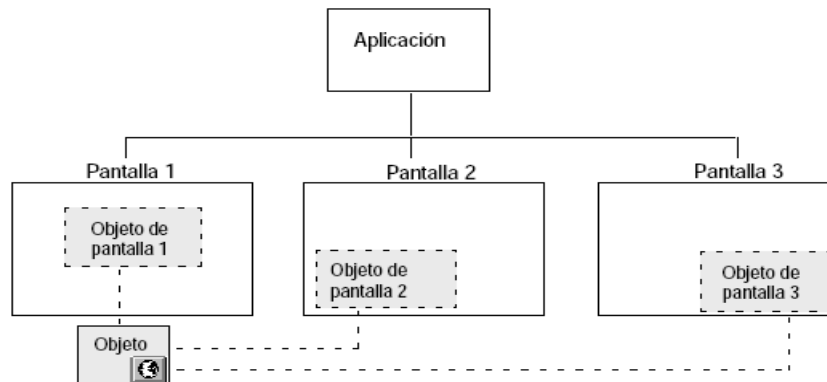 Aplicación
Pantalla 1
Pantalla 2
Pantalla 3
Objeto de
pantalla 1
Objeto de
pantalla 2
Objeto de
pantalla 3
Objeto